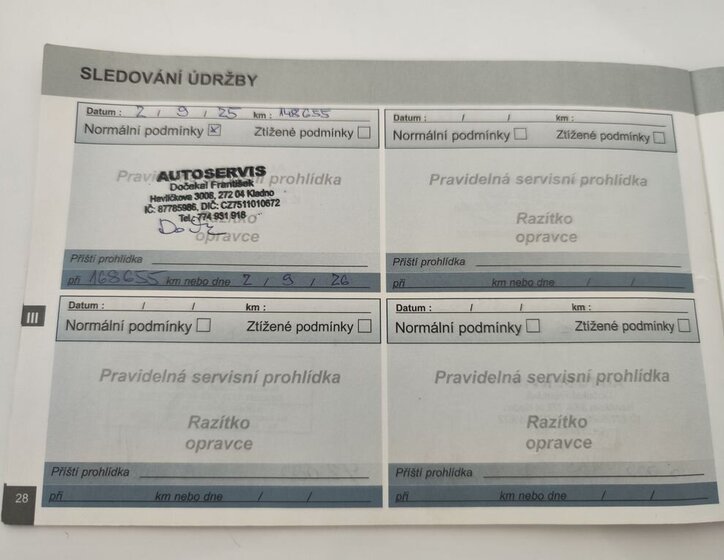 SLEDOVÁNÍ ÚDRŽBY
Datum : 2 / 9 / 25 km : 148655
Normální podmínky ☒ Ztížené podmínky ☐
Pravidelná servisní prohlídka
AUTOSERVIS
Dočekal František
Havlíčkova 3008, 272 04 Kladno
IČ: 87785986, DIČ: CZ7511010672
Tel.: 774 931 918
Razítko
opravce
Příští prohlídka
při 168655 km nebo dne 2 / 9 / 26
Datum : / / km :
Normální podmínky ☐ Ztížené podmínky ☐
Pravidelná servisní prohlídka
Razítko
opravce
Příští prohlídka
při km nebo dne / /
III
Datum : / / km :
Normální podmínky ☐ Ztížené podmínky ☐
Pravidelná servisní prohlídka
Razítko
opravce
Příští prohlídka
při km nebo dne / /
Datum : / / km :
Normální podmínky ☐ Ztížené podmínky ☐
Pravidelná servisní prohlídka
Razítko
opravce
Příští prohlídka
při km nebo dne / /
28